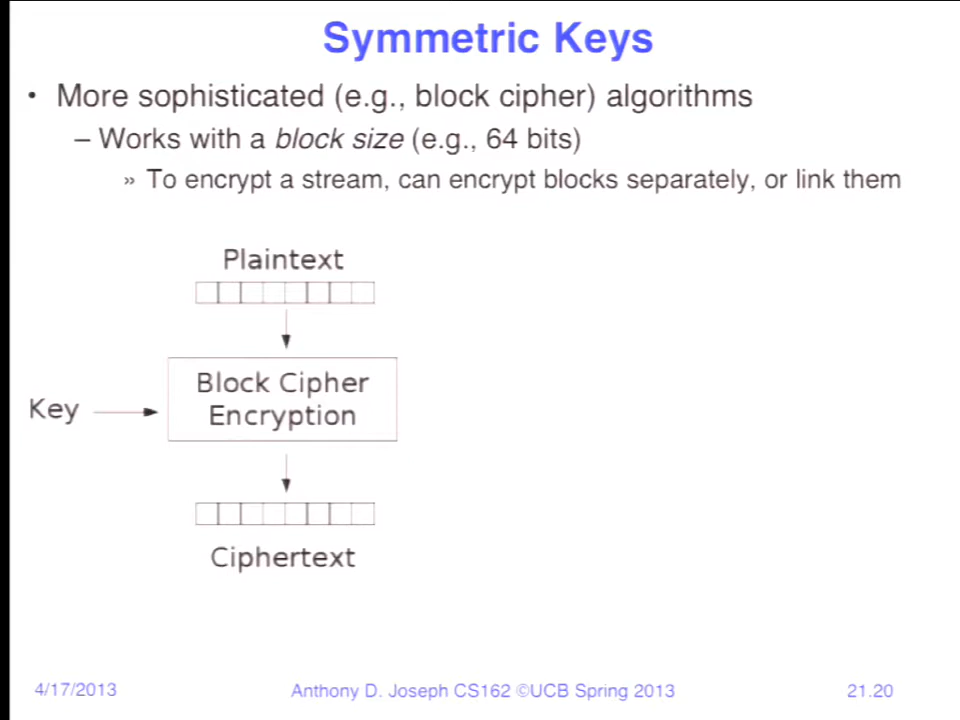 Symmetric Keys
• More sophisticated (e.g., block cipher) algorithms
– Works with a block size (e.g., 64 bits)
» To encrypt a stream, can encrypt blocks separately, or link them
Plaintext
Block Cipher
Encryption
Key
Ciphertext
4/17/2013
Anthony D. Joseph CS162 ©UCB Spring 2013
21.20